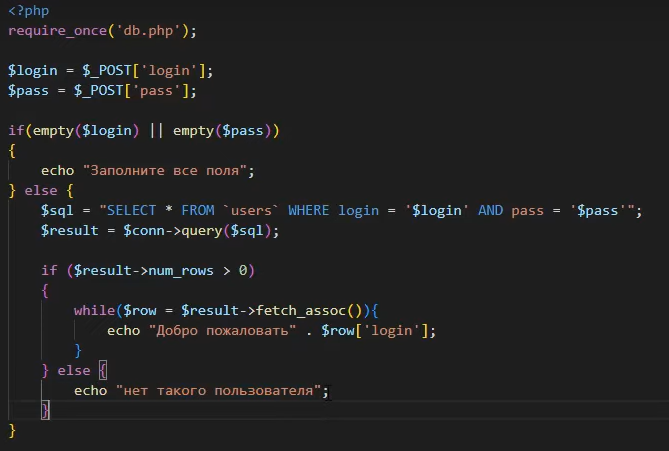 <?php
require_once('db.php');
$login = $_POST['login'];
$pass = $_POST['pass'];
if(empty($login) || empty($pass))
{
echo "Заполните все поля";
} else {
$sql = "SELECT * FROM `users` WHERE login = '$login' AND pass = '$pass'";
$result = $conn->query($sql);
if ($result->num_rows > 0)
{
while($row = $result->fetch_assoc()){
echo "Добро пожаловать" . $row['login'];
}
} else {
echo "нет такого пользователя";
}
}